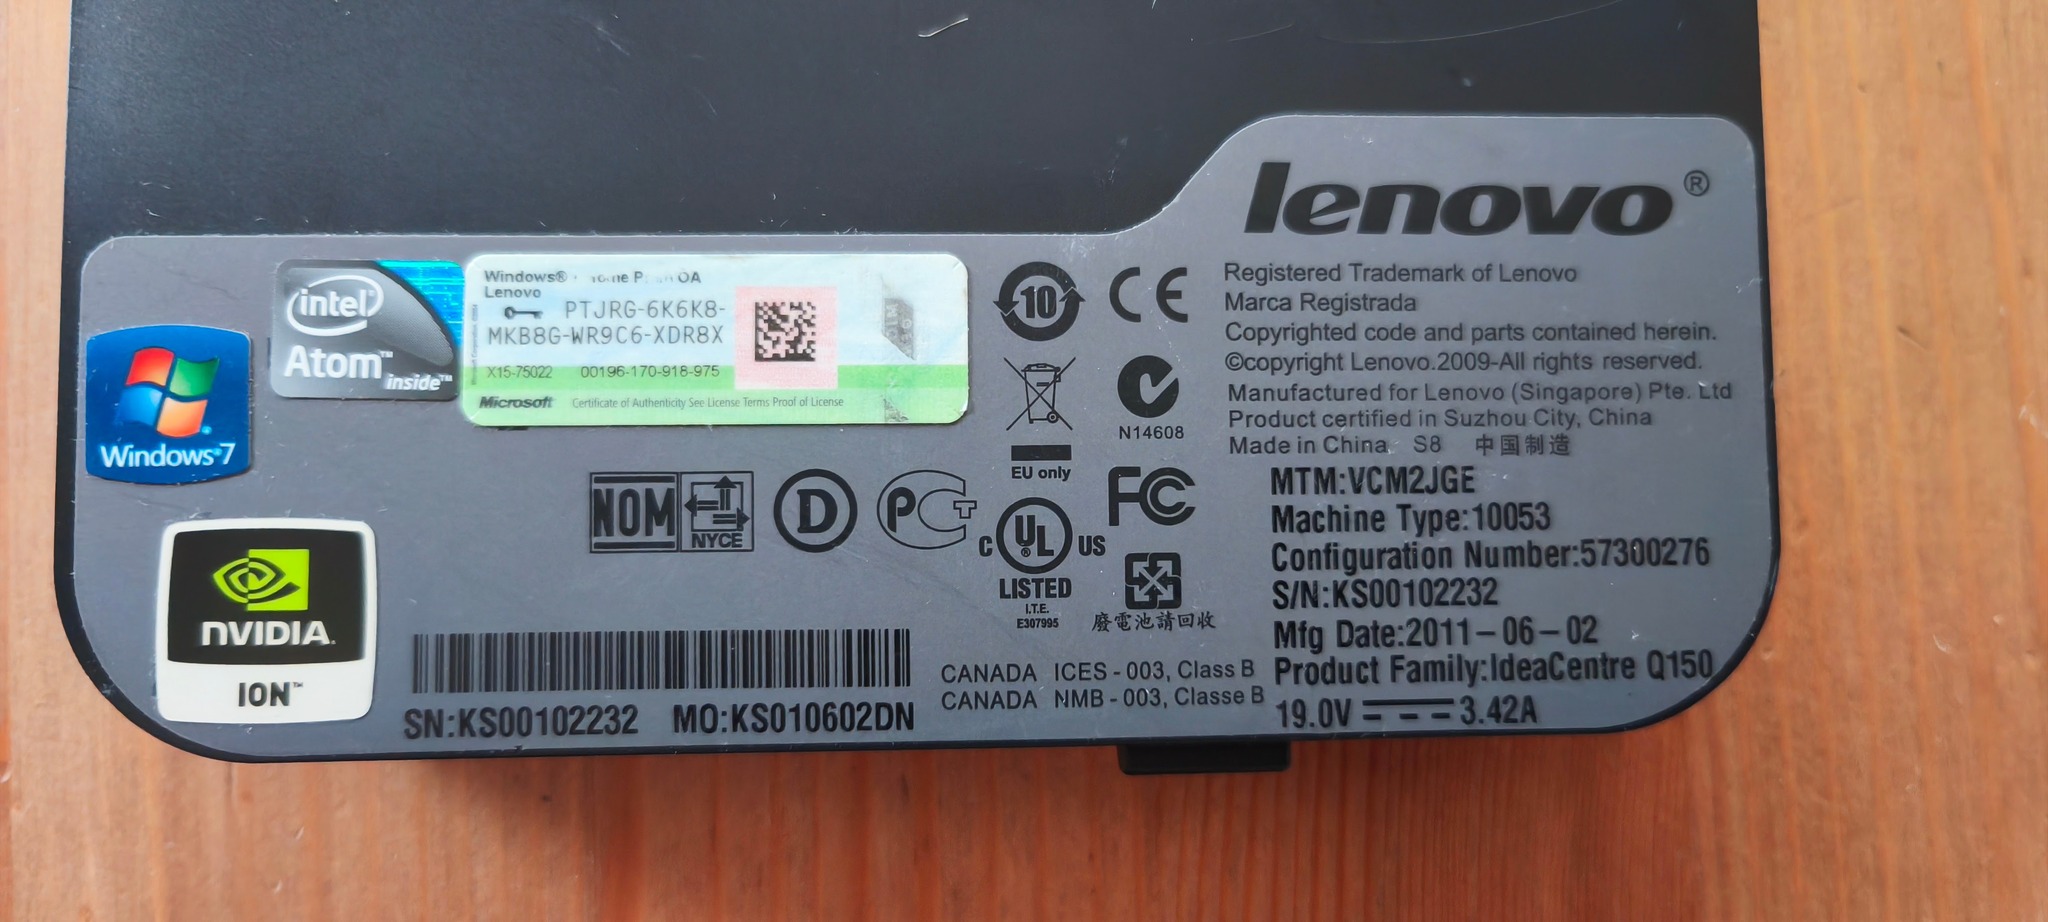 lenovo®
Registered Trademark of Lenovo
Marca Registrada
Copyrighted code and parts contained herein.
©copyright Lenovo.2009-All rights reserved.
Manufactured for Lenovo (Singapore) Pte. Ltd
Product certified in Suzhou City, China
Made in China S8 中国制造
MTM:VCM2JGE
Machine Type:10053
Configuration Number:57300276
S/N:KS00102232
Mfg Date:2011-06-02
Product Family:IdeaCentre Q150
19.0V 3.42A
intel®
Atom™
inside™
Windows® OA
Lenovo
PTJRG-6K6K8-
MKB8G-WR9C6-XDR8X
X15-75022 00196-170-918-975
Microsoft Certificate of Authenticity See License Terms Proof of License
Windows®7
nVIDIA.
ION™
10
CE
N14608
EU only
NOM
NYCE
D
PCT
FC
C UL US
LISTED
I.T.E.
E307995
廢電池請回收
CANADA ICES-003, Class B
CANADA NMB-003, Classe B
SN:KS00102232 MO:KS010602DN